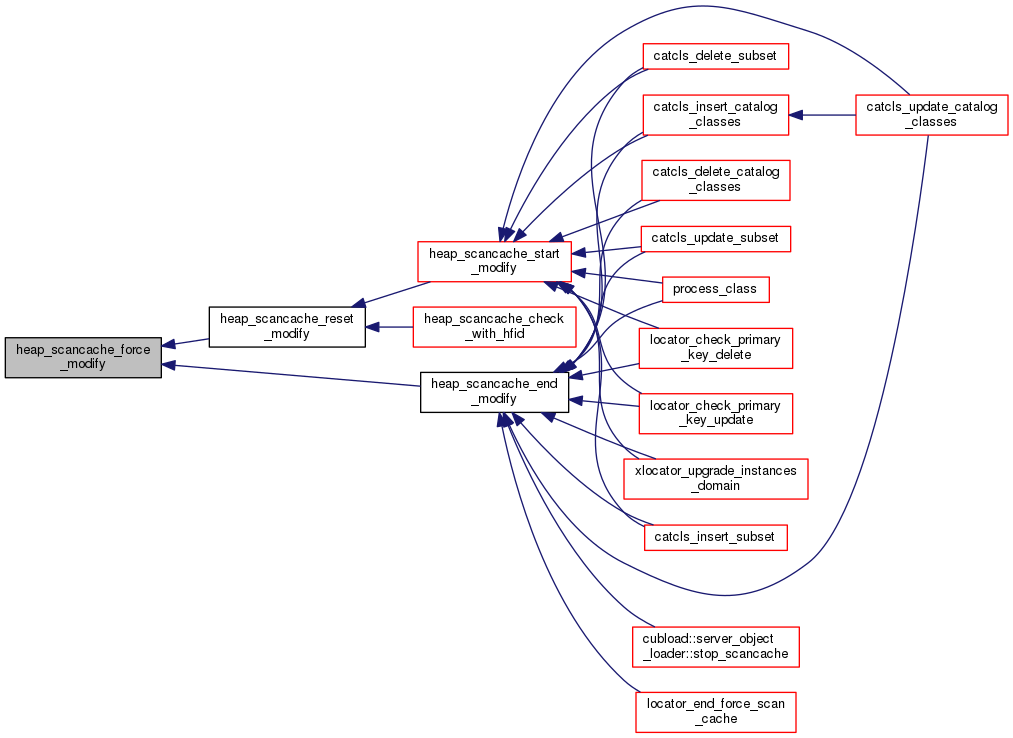 heap_scancache_force
_modify
heap_scancache_reset
_modify
heap_scancache_end
_modify
heap_scancache_start
_modify
heap_scancache_check
_with_hfid
catcls_delete_subset
catcls_insert_catalog
_classes
catcls_delete_catalog
_classes
catcls_update_subset
process_class
locator_check_primary
_key_delete
locator_check_primary
_key_update
xlocator_upgrade_instances
_domain
catcls_insert_subset
cubload::server_object
_loader::stop_scancache
locator_end_force_scan
_cache
catcls_update_catalog
_classes